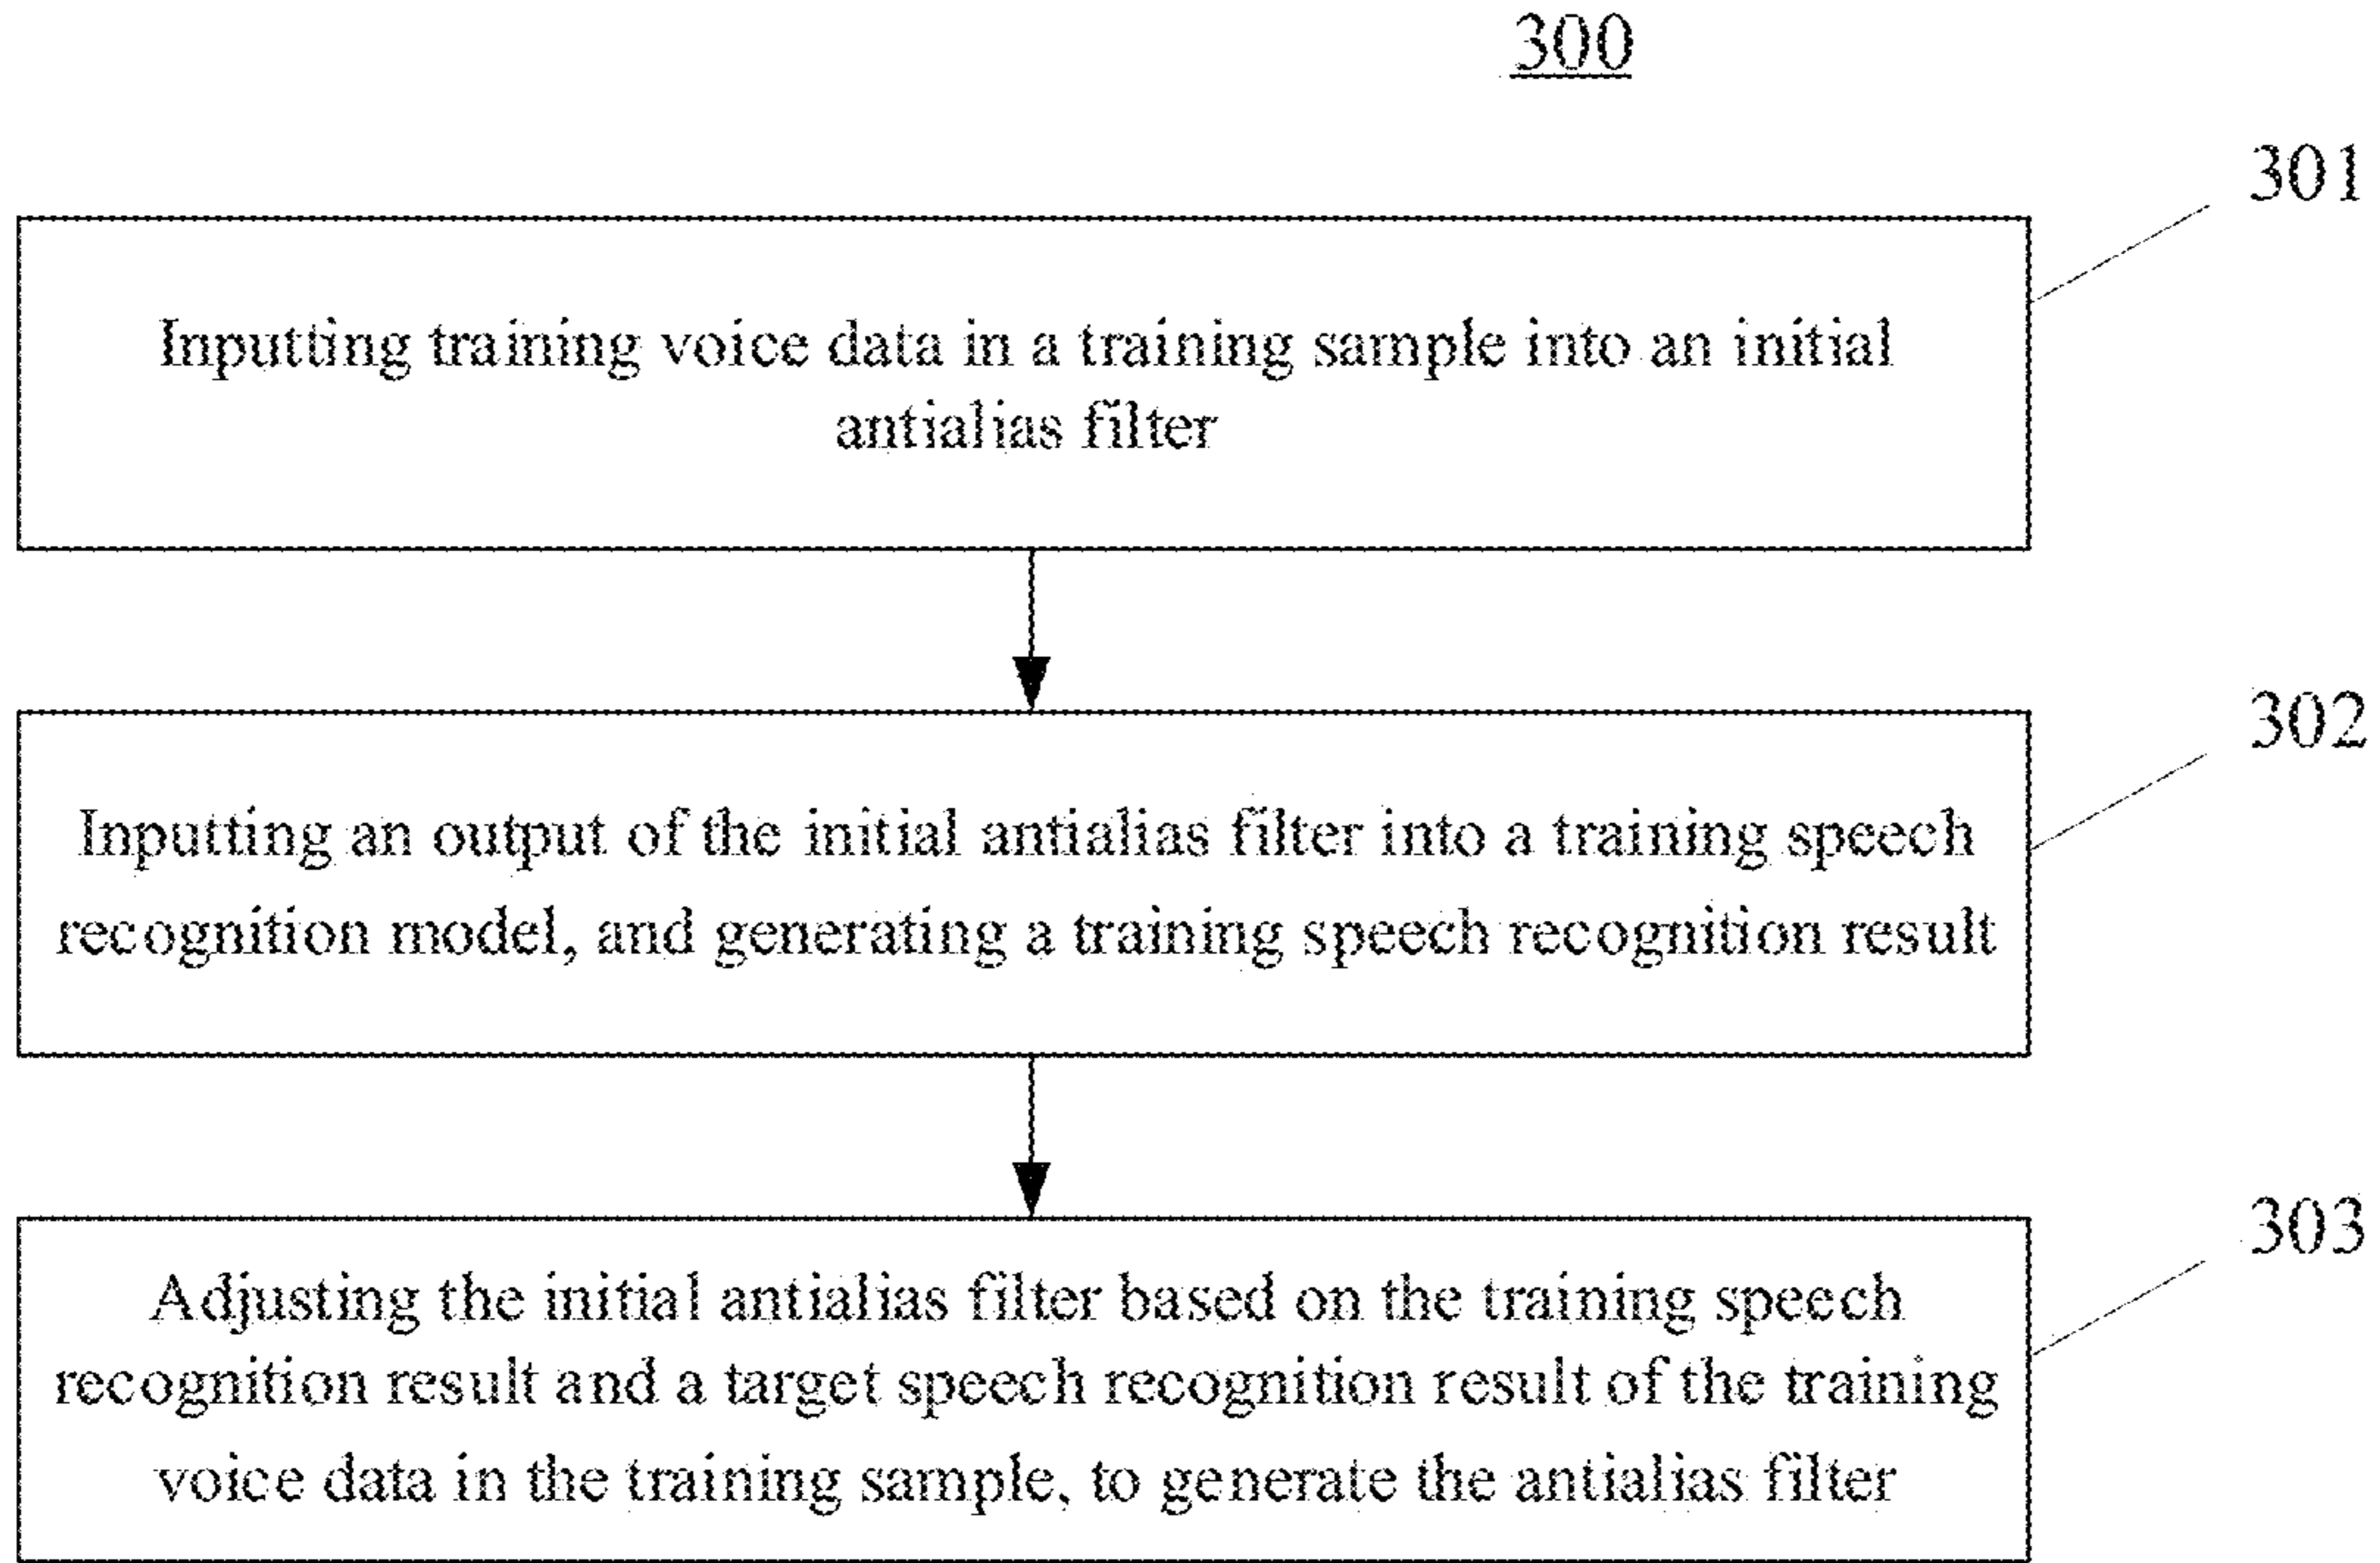 300
301
Inputting training voice data in a training sample into an initial
antialias filter
302
Inputting an output of the initial antialias filter into a training speech
recognition model, and generating a training speech recognition result
303
Adjusting the initial antialias filter based on the training speech
recognition result and a target speech recognition result of the training
voice data in the training sample, to generate the antialias filter